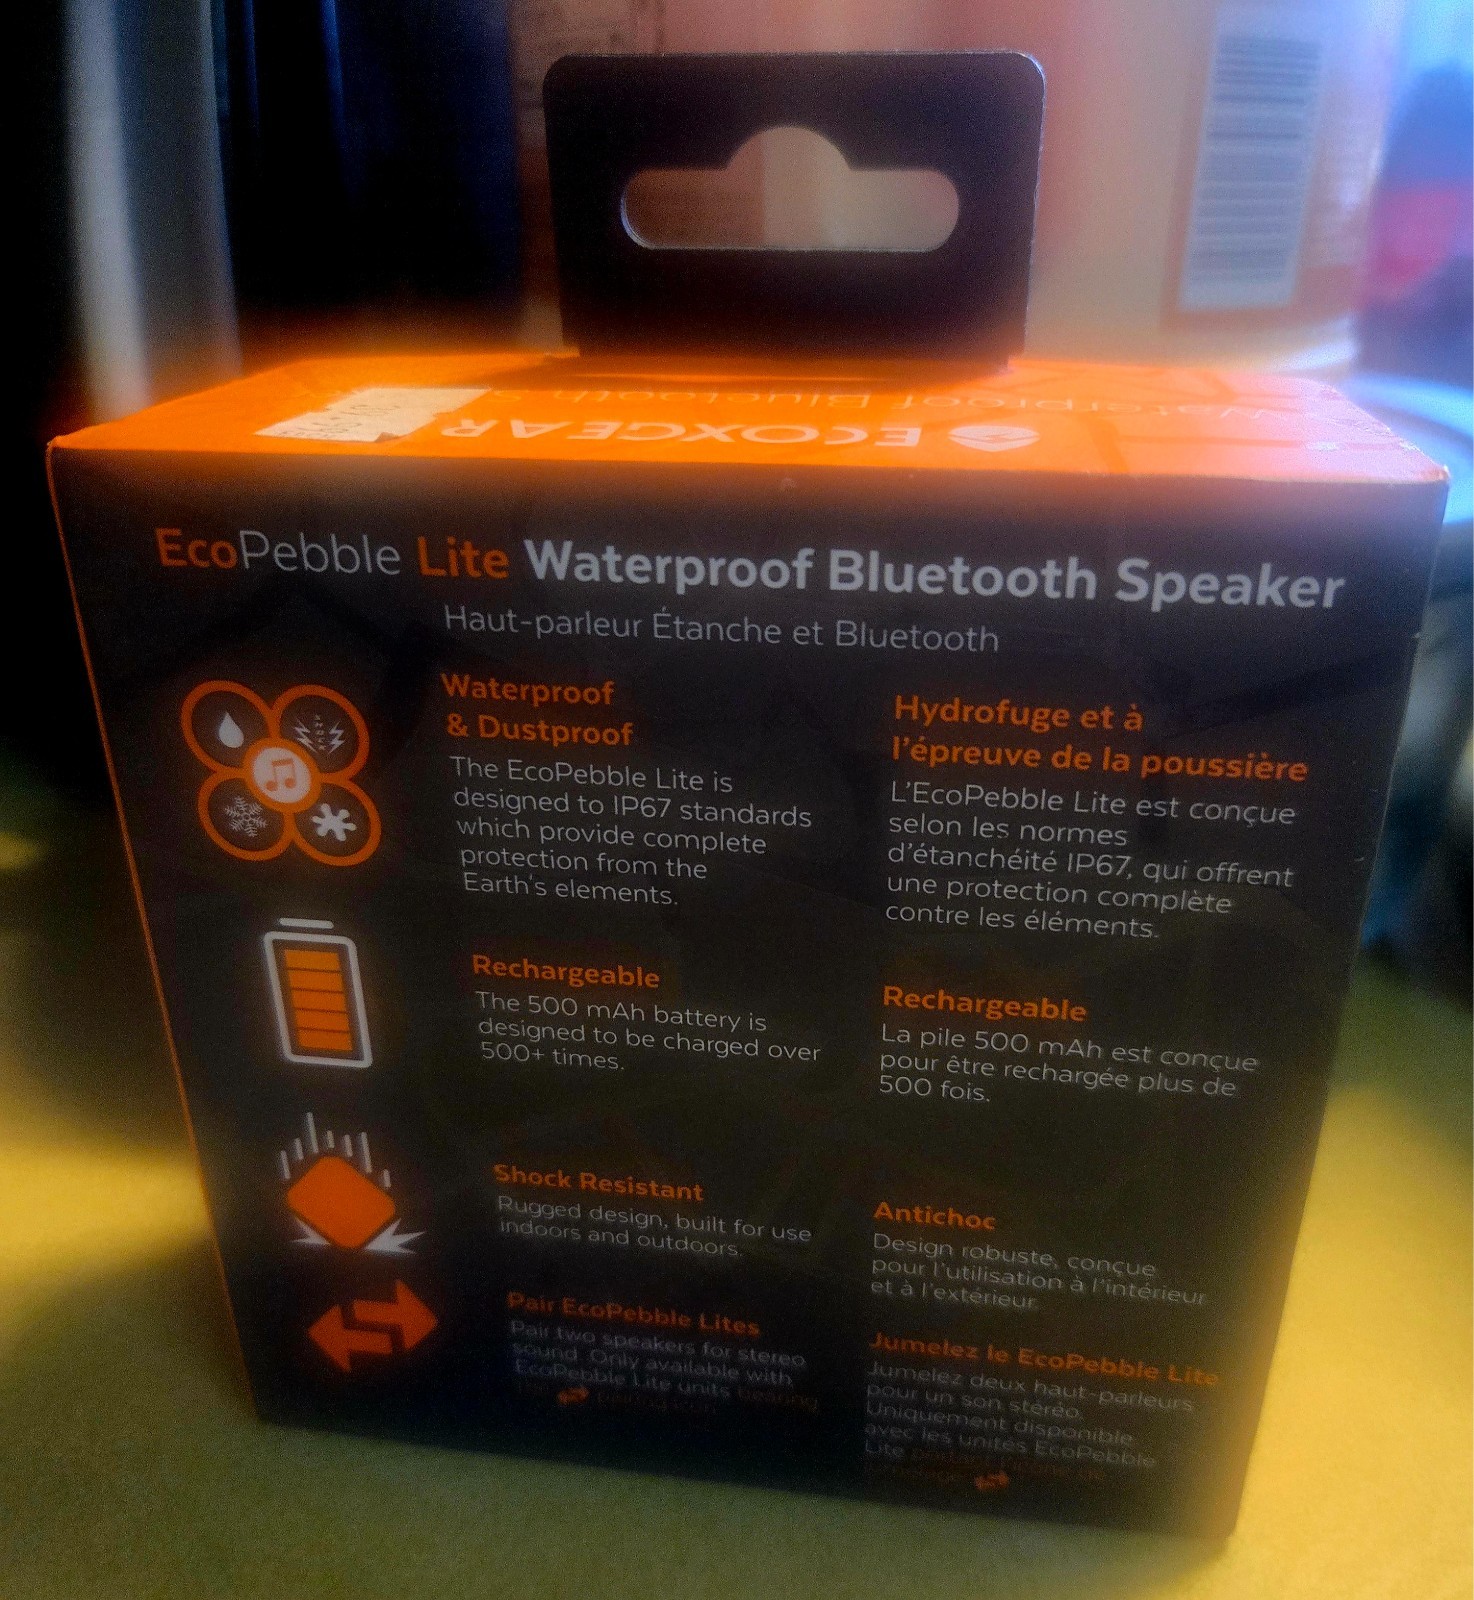 ECOXGEAR
Waterproof Bluetooth S
EcoPebble Lite Waterproof Bluetooth Speaker
Haut-parleur Étanche et Bluetooth
Waterproof
& Dustproof
The EcoPebble Lite is
designed to IP67 standards
which provide complete
protection from the
Earth's elements.
Hydrofuge et à
l'épreuve de la poussière
L'EcoPebble Lite est conçue
selon les normes
d'étanchéité IP67, qui offrent
une protection complète
contre les éléments.
Rechargeable
The 500 mAh battery is
designed to be charged over
500+ times.
Rechargeable
La pile 500 mAh est conçue
pour être rechargée plus de
500 fois.
Shock Resistant
Rugged design, built for use
indoors and outdoors.
Antichoc
Design robuste, conçue
pour l'utilisation à l'intérieur
et à l'extérieur.
Pair EcoPebble Lites
Pair two speakers for stereo
sound. Only available with
EcoPebble Lite units bearing
pairing icon
Jumelez le EcoPebble Lite
Jumelez deux haut-parleurs
pour un son stéréo.
Uniquement disponible
avec les unités EcoPebble
Lite